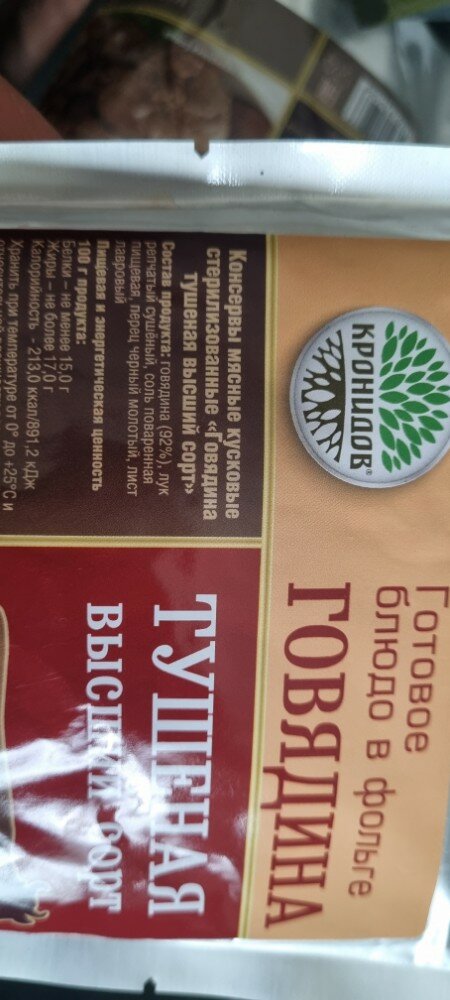 КРОНИДОВ®
Готовое
блюдо в фольге
ГОВЯДИНА
ТУШЕНАЯ
ВЫСШИЙ СОРТ
Консервы мясные кусковые
стерилизованные «Говядина
тушеная высший сорт»
Состав продукта: говядина (92%), лук
репчатый сушёный, соль поваренная
пищевая, перец черный молотый, лист
лавровый
Пищевая и энергетическая ценность
100 г продукта:
Белки – не менее 15,0 г
Жиры – не более 17,0 г
Калорийность - 213,0 ккал/891,2 кДж
Хранить при температуре от 0° до +25°С и